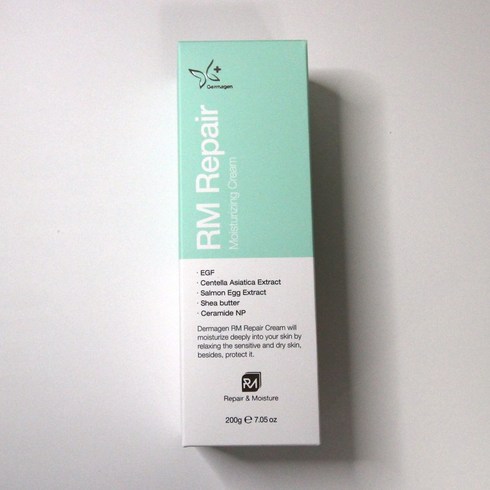 Dermagen
RM Repair
Moisturizing Cream
· EGF
· Centella Asiatica Extract
· Salmon Egg Extract
· Shea butter
· Ceramide NP
Dermagen RM Repair Cream will
moisturize deeply into your skin by
relaxing the sensitive and dry skin,
besides, protect it.
RM
Repair & Moisture
200g ℮ 7.05 oz